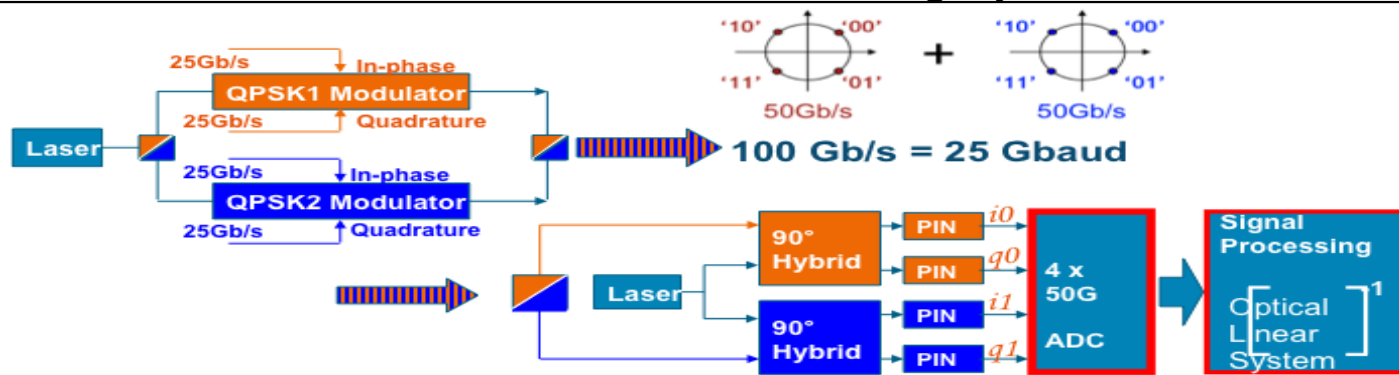 25Gb/s
In-phase
QPSK1 Modulator
25Gb/s
Quadrature
Laser
25Gb/s
In-phase
QPSK2 Modulator
25Gb/s
Quadrature
‘10’
‘00’
‘11’
‘01’
50Gb/s
+
‘10’
‘00’
‘11’
‘01’
50Gb/s
100 Gb/s = 25 Gbaud
Laser
90°
Hybrid
90°
Hybrid
PIN
PIN
PIN
PIN
i0
q0
i1
q1
4 x
50G
ADC
Signal
Processing
Optical
Linear
System
-1